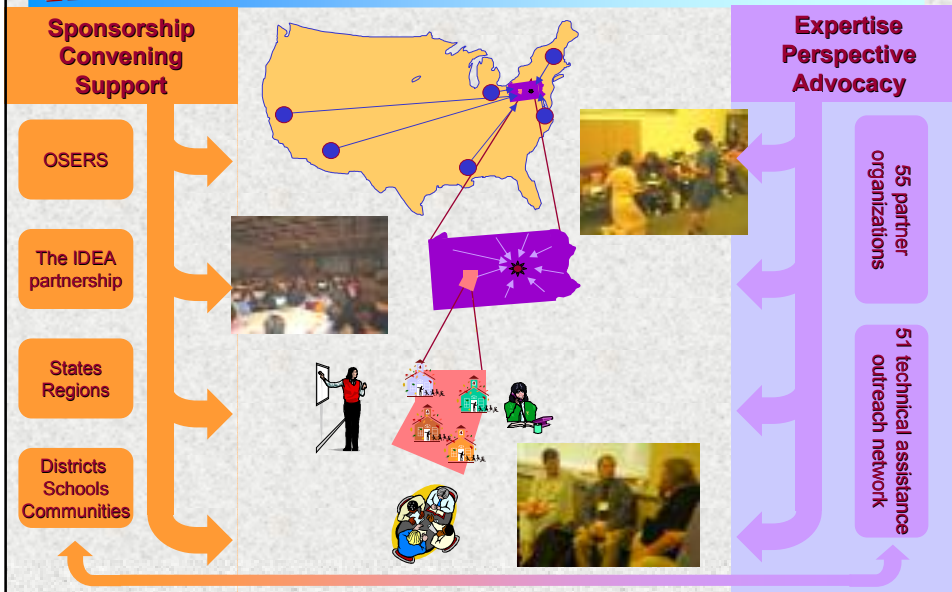 Sponsorship
Convening
Support
OSERS
The IDEA
partnership
States
Regions
Districts
Schools
Communities
Expertise
Perspective
Advocacy
55 partner
organizations
51 technical assistance
outreach network